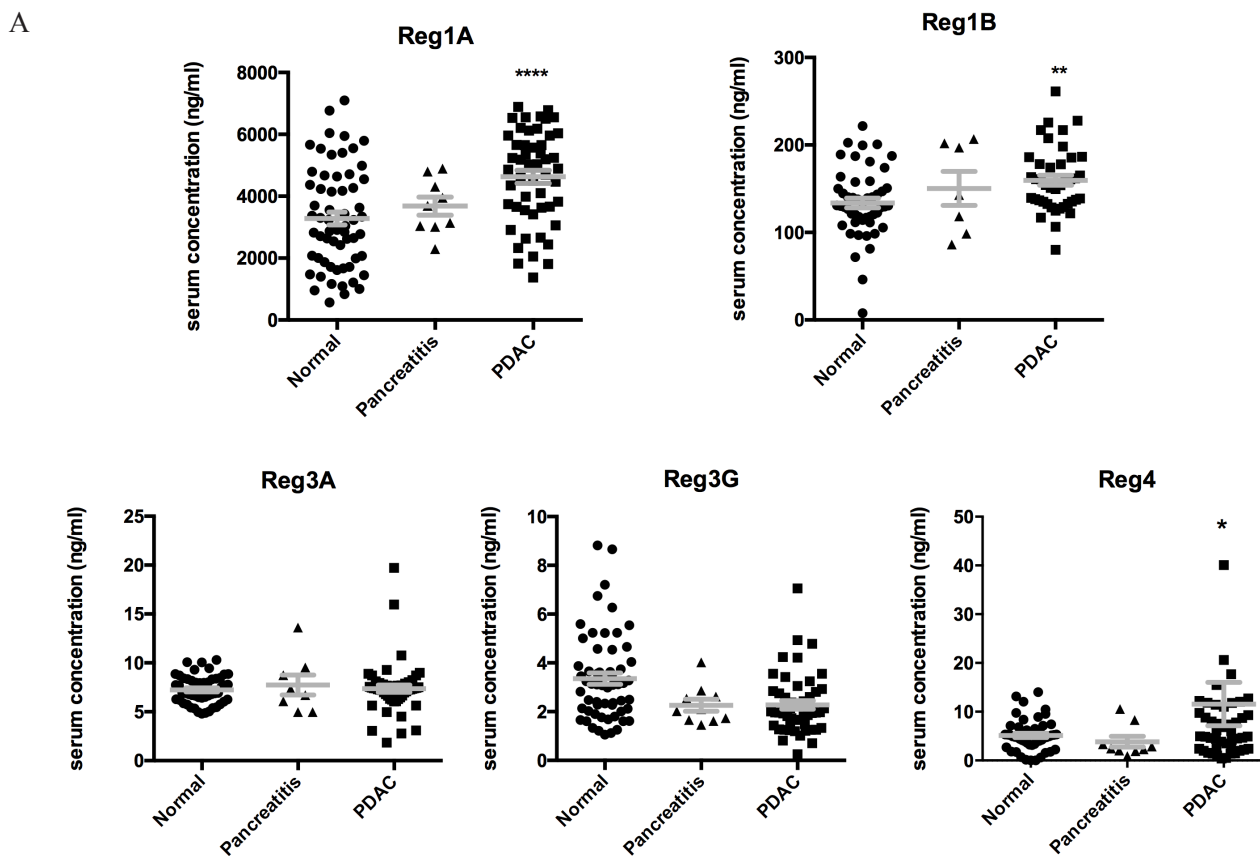 A
Reg1A
serum concentration (ng/ml)
8000
6000
4000
2000
0
****
Normal
Pancreatitis
PDAC
Reg1B
serum concentration (ng/ml)
300
200
100
0
**
Normal
Pancreatitis
PDAC
Reg3A
serum concentration (ng/ml)
25
20
15
10
5
0
Normal
Pancreatitis
PDAC
Reg3G
serum concentration (ng/ml)
10
8
6
4
2
0
Normal
Pancreatitis
PDAC
Reg4
serum concentration (ng/ml)
50
40
30
20
10
0
*
Normal
Pancreatitis
PDAC